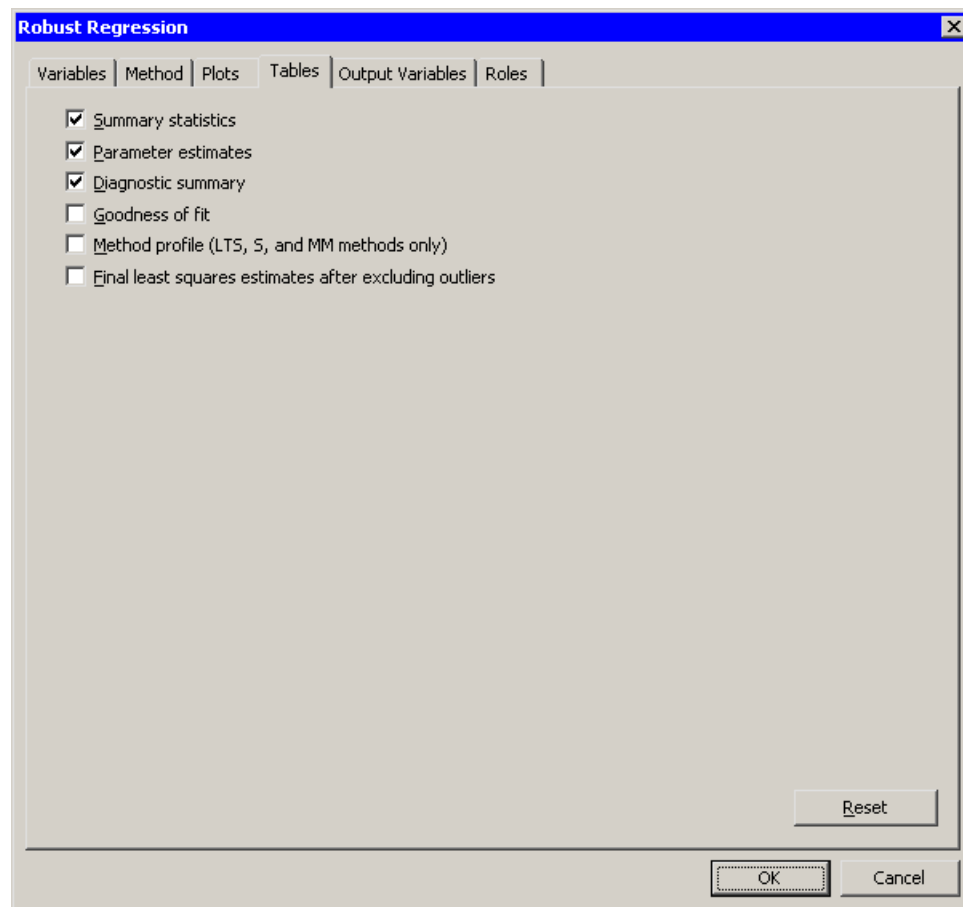 Robust Regression
Variables Method Plots Tables Output Variables Roles
Summary statistics
Parameter estimates
Diagnostic summary
Goodness of fit
Method profile (LTS, S, and MM methods only)
Final least squares estimates after excluding outliers
Reset
OK Cancel